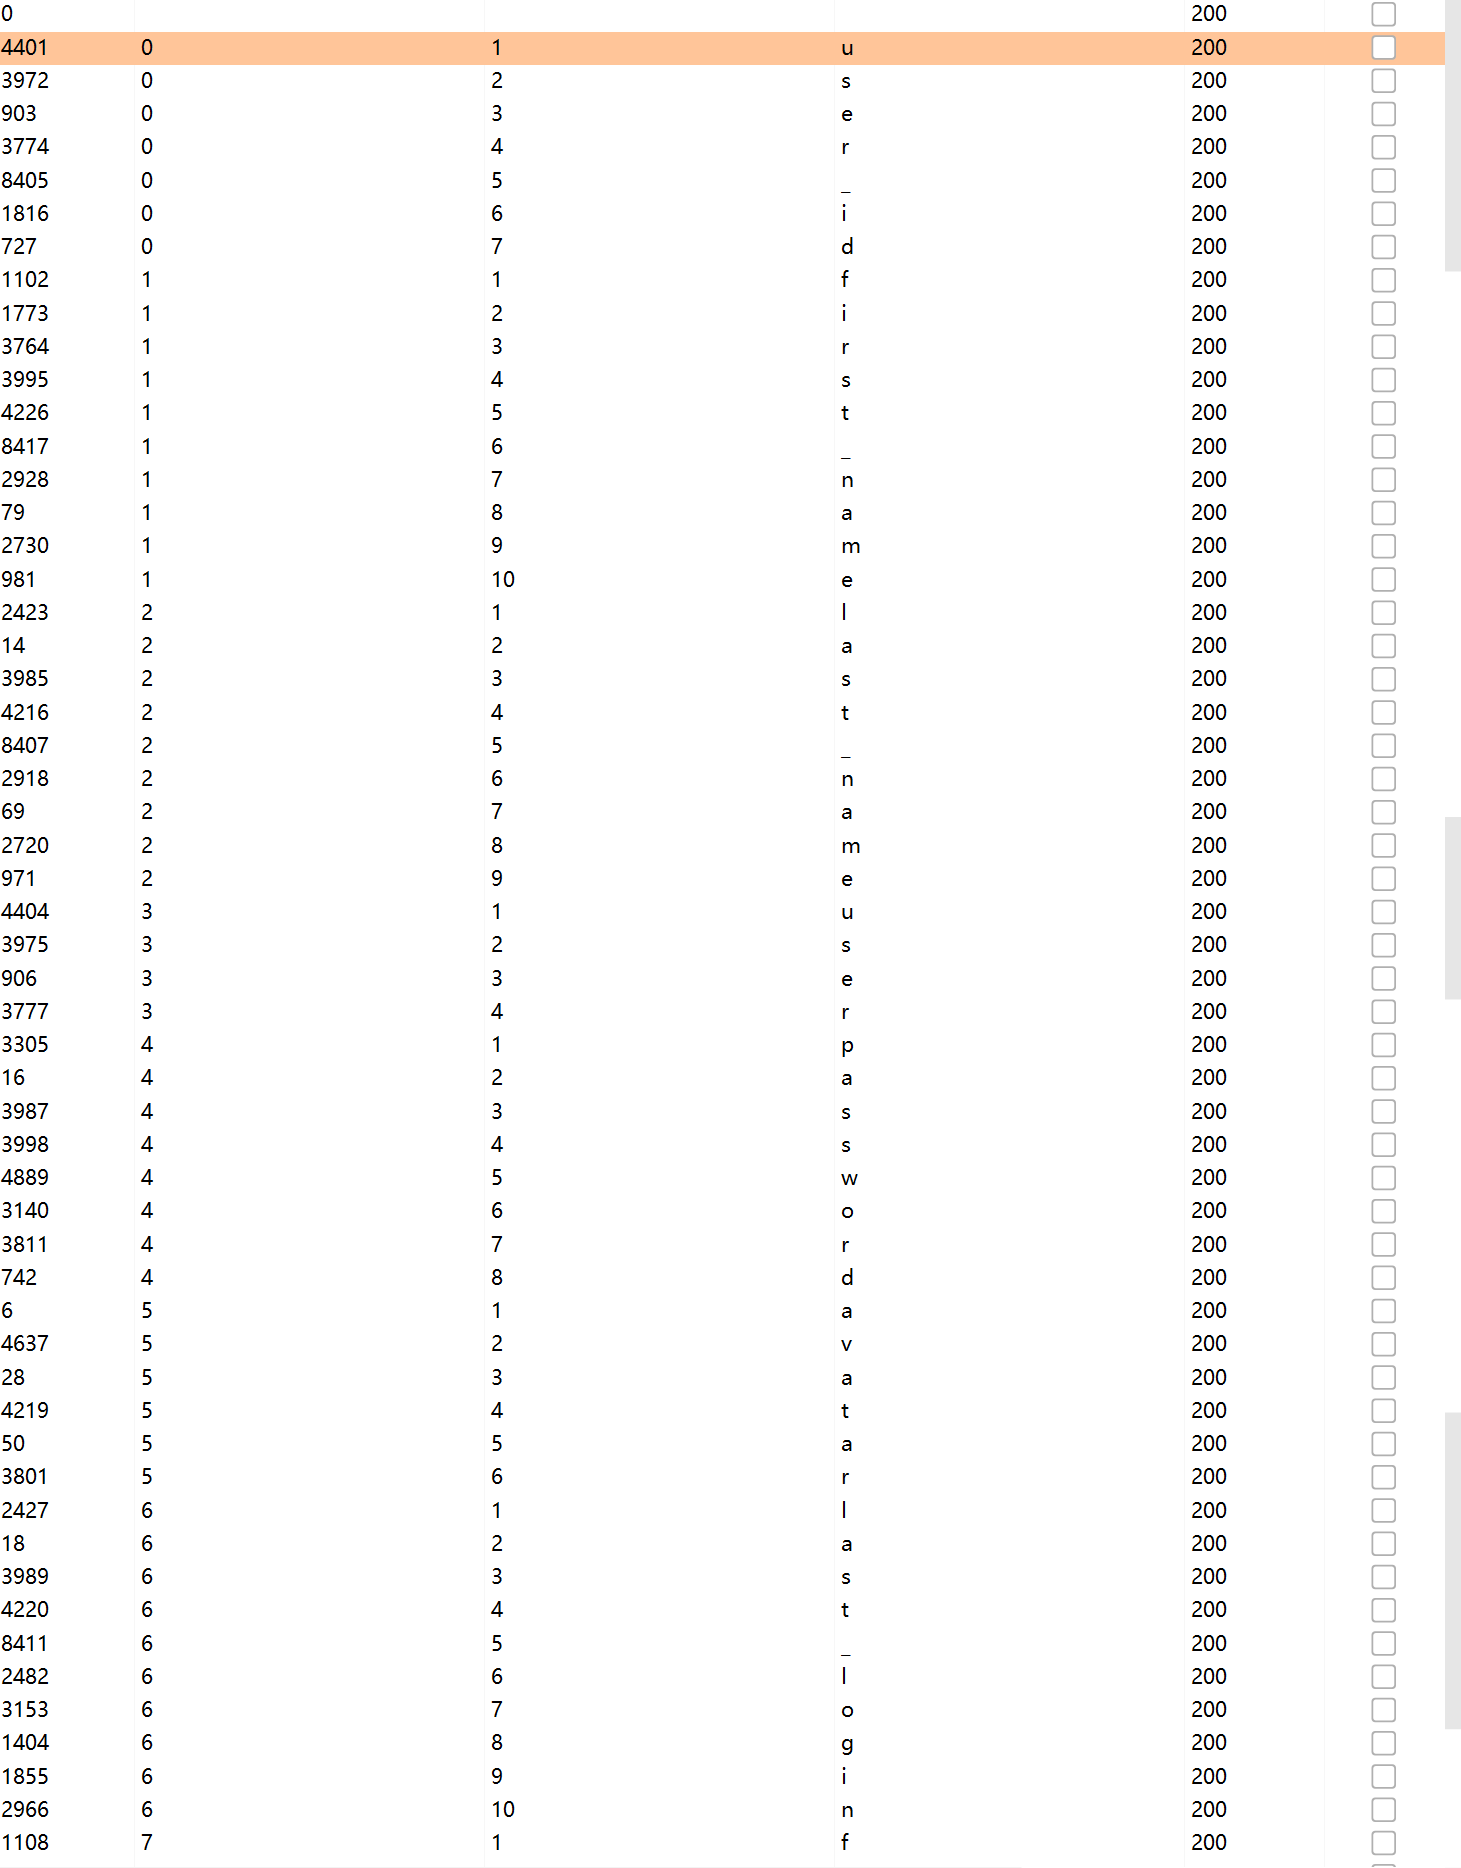 0 200
4401 0 1 u 200
3972 0 2 s 200
903 0 3 e 200
3774 0 4 r 200
8405 0 5 _ 200
1816 0 6 i 200
727 0 7 d 200
1102 1 1 f 200
1773 1 2 i 200
3764 1 3 r 200
3995 1 4 s 200
4226 1 5 t 200
8417 1 6 _ 200
2928 1 7 n 200
79 1 8 a 200
2730 1 9 m 200
981 1 10 e 200
2423 2 1 l 200
14 2 2 a 200
3985 2 3 s 200
4216 2 4 t 200
8407 2 5 _ 200
2918 2 6 n 200
69 2 7 a 200
2720 2 8 m 200
971 2 9 e 200
4404 3 1 u 200
3975 3 2 s 200
906 3 3 e 200
3777 3 4 r 200
3305 4 1 p 200
16 4 2 a 200
3987 4 3 s 200
3998 4 4 s 200
4889 4 5 w 200
3140 4 6 o 200
3811 4 7 r 200
742 4 8 d 200
6 5 1 a 200
4637 5 2 v 200
28 5 3 a 200
4219 5 4 t 200
50 5 5 a 200
3801 5 6 r 200
2427 6 1 l 200
18 6 2 a 200
3989 6 3 s 200
4220 6 4 t 200
8411 6 5 _ 200
2482 6 6 l 200
3153 6 7 o 200
1404 6 8 g 200
1855 6 9 i 200
2966 6 10 n 200
1108 7 1 f 200